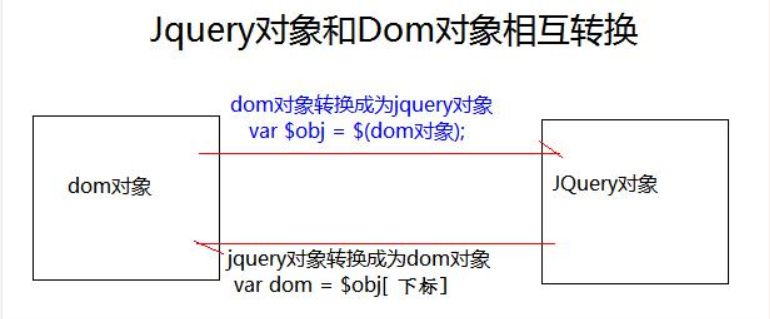 Jquery对象和Dom对象相互转换
dom对象转换成为jquery对象
var $obj = $(dom对象);
dom对象
JQuery对象
jquery对象转换成为dom对象
var dom = $obj[ 下标]